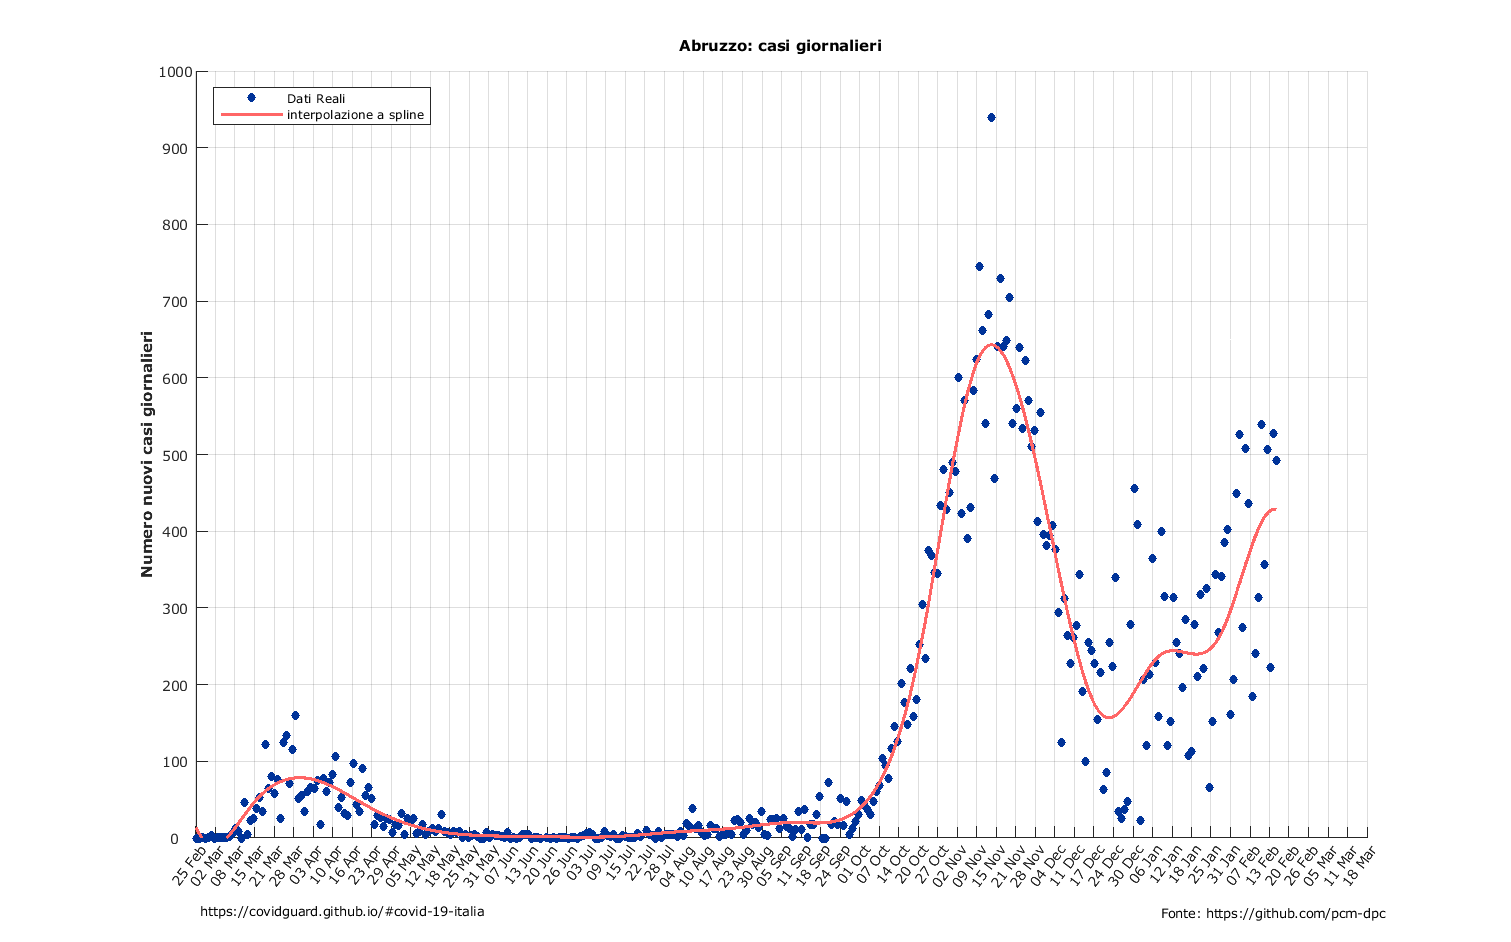 Abruzzo: casi giornalieri
1000
900
800
700
600
500
400
300
200
100
0
Numero nuovi casi giornalieri
Dati Reali
interpolazione a spline
25 Feb
02 Mar
08 Mar
15 Mar
21 Mar
28 Mar
03 Apr
10 Apr
16 Apr
23 Apr
29 Apr
05 May
12 May
18 May
25 May
31 May
07 Jun
13 Jun
20 Jun
26 Jun
03 Jul
09 Jul
15 Jul
22 Jul
28 Jul
04 Aug
10 Aug
17 Aug
23 Aug
30 Aug
05 Sep
11 Sep
18 Sep
24 Sep
01 Oct
07 Oct
14 Oct
20 Oct
27 Oct
02 Nov
09 Nov
15 Nov
21 Nov
28 Nov
04 Dec
11 Dec
17 Dec
24 Dec
30 Dec
06 Jan
12 Jan
18 Jan
25 Jan
31 Jan
07 Feb
13 Feb
20 Feb
26 Feb
05 Mar
11 Mar
18 Mar
https://covidguard.github.io/#covid-19-italia
Fonte: https://github.com/pcm-dpc